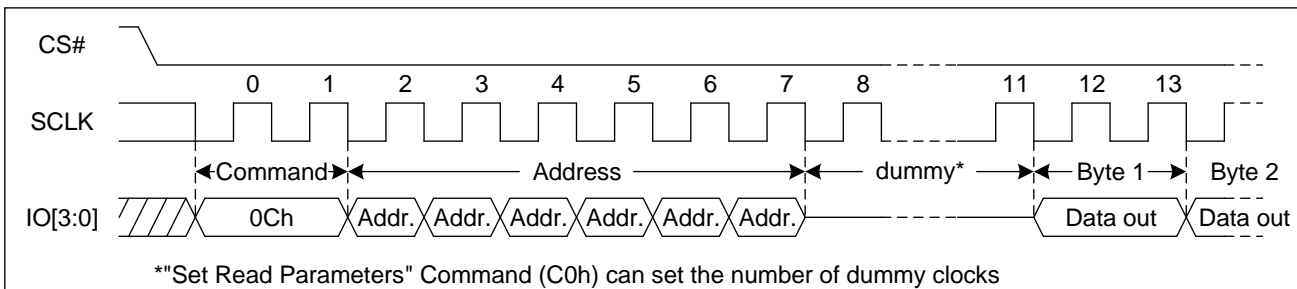 CS#
0 1 2 3 4 5 6 7 8 11 12 13
SCLK
Command Address dummy* Byte 1 Byte 2
IO[3:0] 0Ch Addr. Addr. Addr. Addr. Addr. Addr. Data out Data out
*"Set Read Parameters" Command (C0h) can set the number of dummy clocks